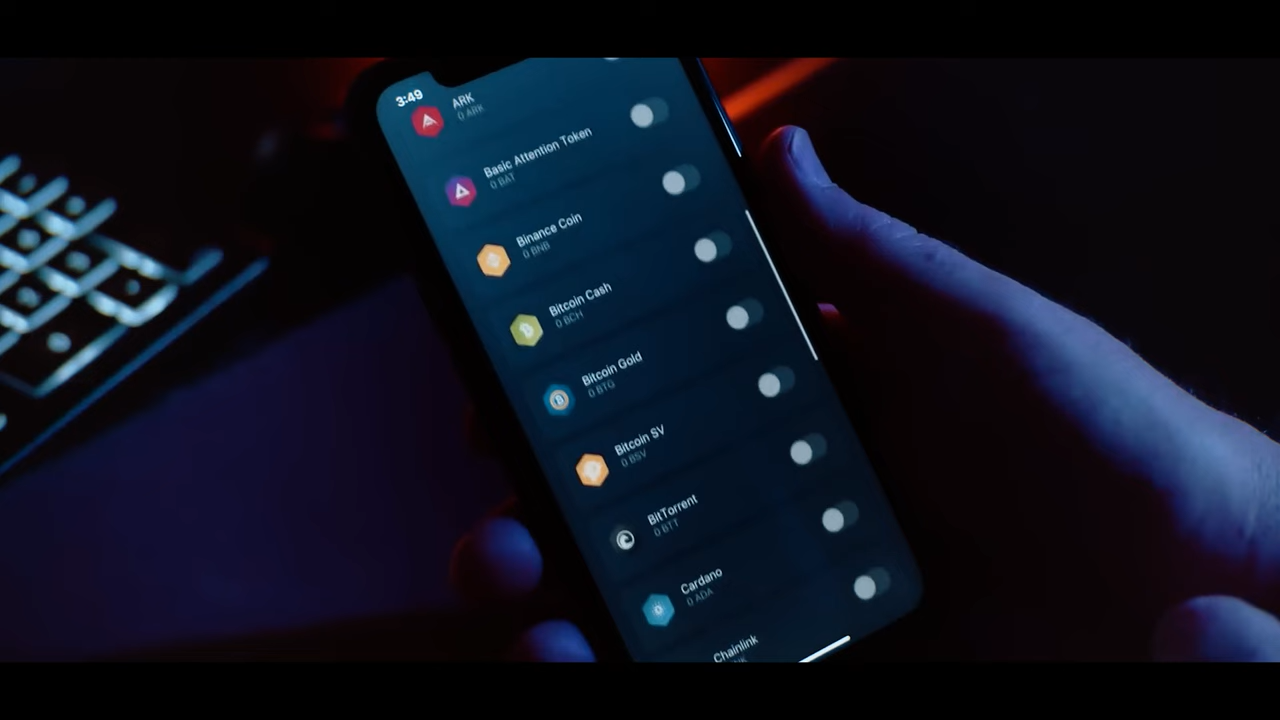 3:49
ARK
0 ARK
Basic Attention Token
0 BAT
Binance Coin
0 BNB
Bitcoin Cash
0 BCH
Bitcoin Gold
0 BTG
Bitcoin SV
0 BSV
BitTorrent
0 BTT
Cardano
0 ADA
Chainlink